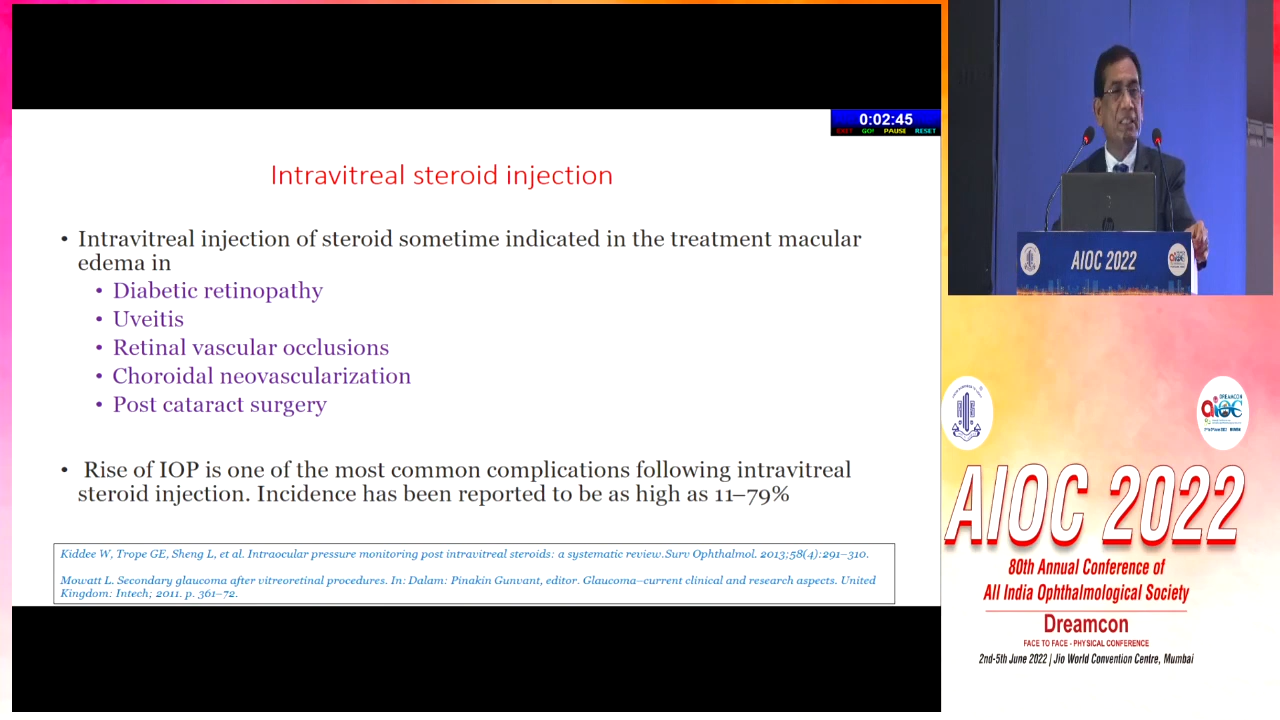 0:02:45
GO! PAUSE RESET
Intravitreal steroid injection
• Intravitreal injection of steroid sometime indicated in the treatment macular
edema in
• Diabetic retinopathy
• Uveitis
• Retinal vascular occlusions
• Choroidal neovascularization
• Post cataract surgery
• Rise of IOP is one of the most common complications following intravitreal
steroid injection. Incidence has been reported to be as high as 11–79%
Kiddee W, Trope GE, Sheng L, et al. Intraocular pressure monitoring post intravitreal steroids: a systematic review.Surv Ophthalmol. 2013;58(4):291–310.
Mowatt L. Secondary glaucoma after vitreoretinal procedures. In: Dalam: Pinakin Gunvant, editor. Glaucoma–current clinical and research aspects. United
Kingdom: Intech; 2011. p. 361–72.
AIOC 2022
DREAMCON
aioc
AIOC 2022
80th Annual Conference of
All India Ophthalmological Society
Dreamcon
FACE TO FACE - PHYSICAL CONFERENCE
2nd-5th June 2022 | Jio World Convention Centre, Mumbai